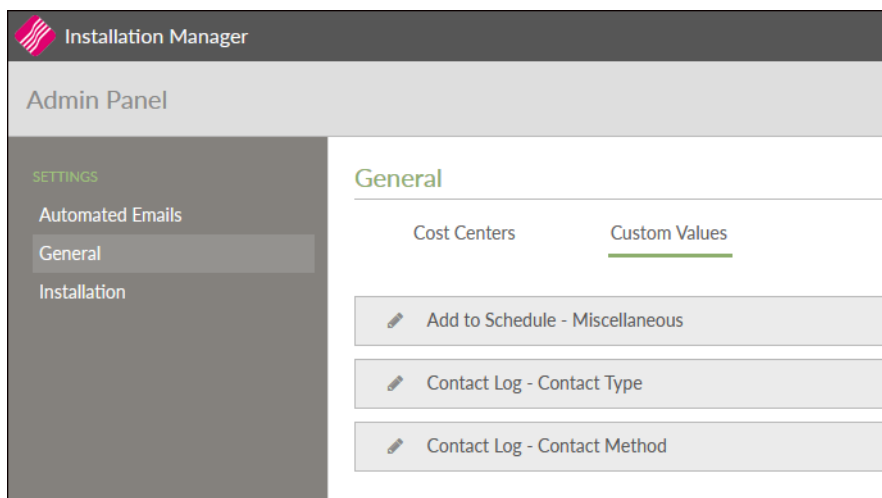 Installation Manager
Admin Panel
SETTINGS
Automated Emails
General
Installation
General
Cost Centers Custom Values
Add to Schedule - Miscellaneous
Contact Log - Contact Type
Contact Log - Contact Method